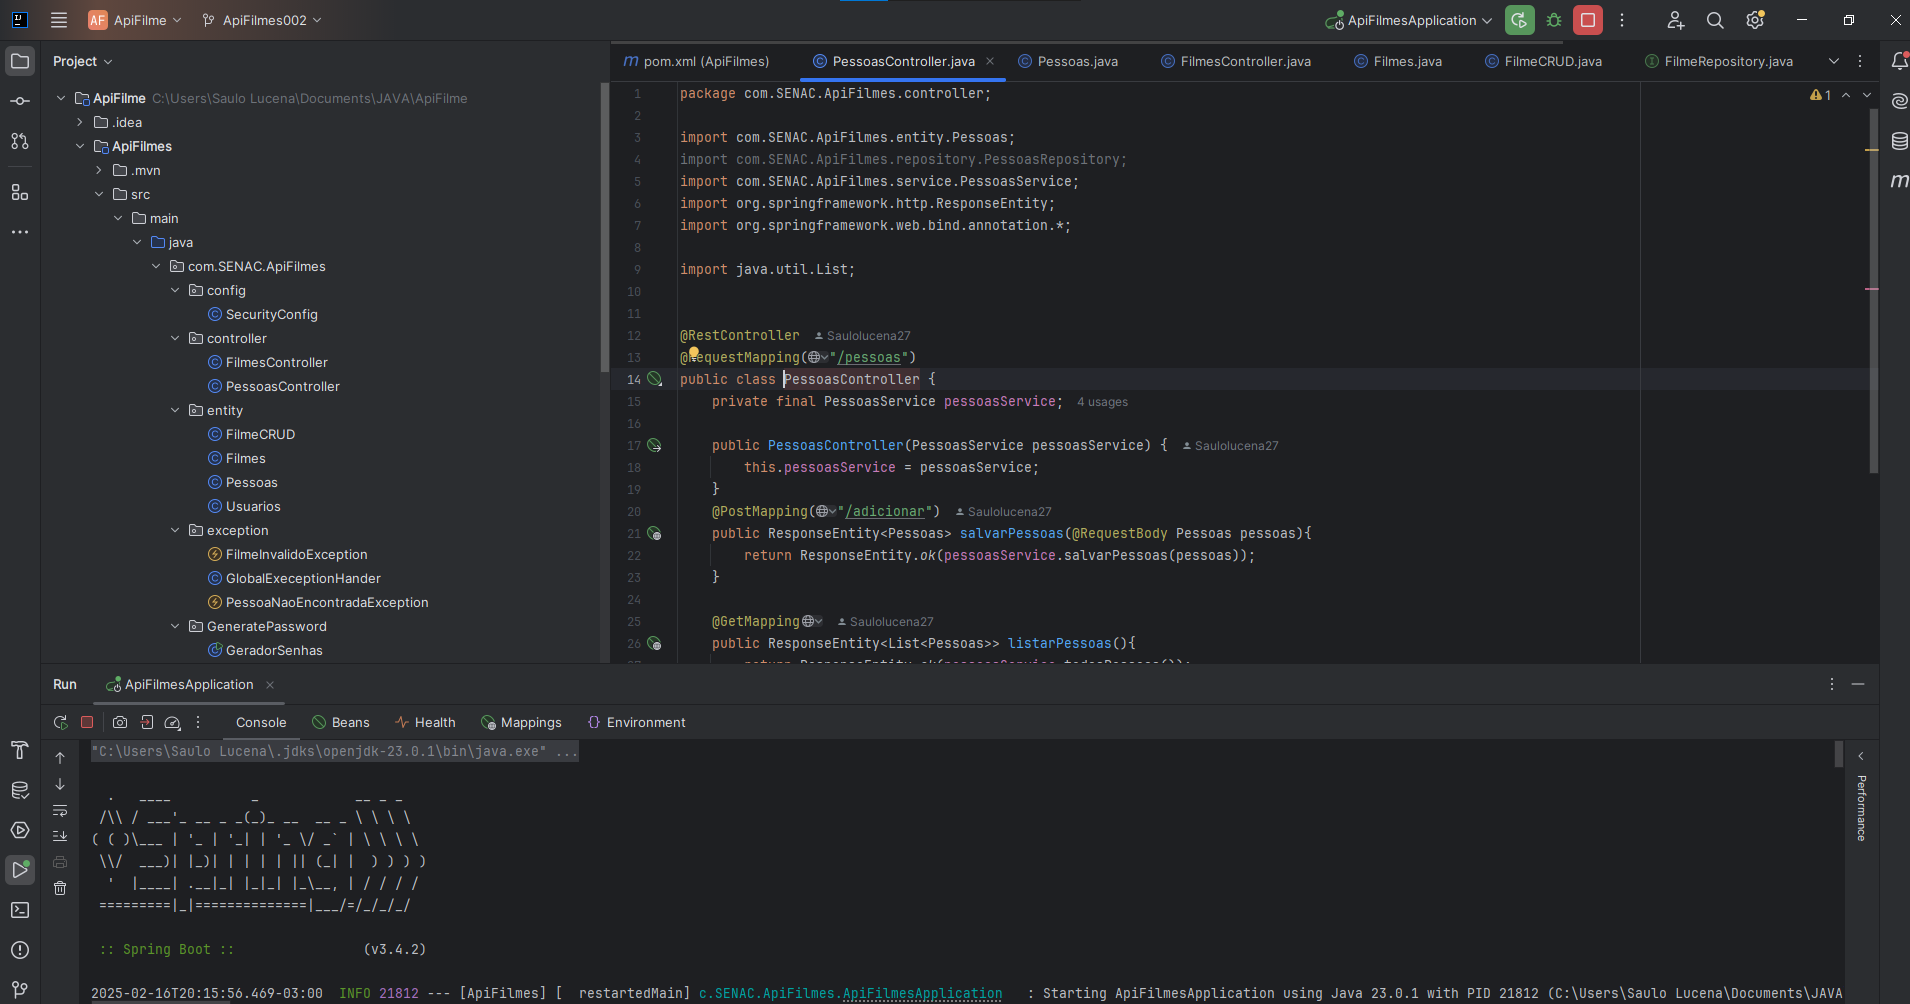 AF ApiFilme ApiFilmes002 ApiFilmesApplication
Project
pom.xml (ApiFilmes) PessoasController.java Pessoas.java FilmesController.java Filmes.java FilmeCRUD.java FilmeRepository.java
ApiFilme C:\Users\Saulo Lucena\Documents\JAVA\ApiFilme
.idea
ApiFilmes
.mvn
src
main
java
com.SENAC.ApiFilmes
config
SecurityConfig
controller
FilmesController
PessoasController
entity
FilmeCRUD
Filmes
Pessoas
Usuarios
exception
FilmeInvalidoException
GlobalExeceptionHander
PessoaNaoEncontradaException
GeneratePassword
GeradorSenhas
1 package com.SENAC.ApiFilmes.controller;
1
2
3 import com.SENAC.ApiFilmes.entity.Pessoas;
4 import com.SENAC.ApiFilmes.repository.PessoasRepository;
5 import com.SENAC.ApiFilmes.service.PessoasService;
6 import org.springframework.http.ResponseEntity;
7 import org.springframework.web.bind.annotation.*;
8
9 import java.util.List;
10
11
12 @RestController Saulolucena27
13 @RequestMapping("/pessoas")
14 public class PessoasController {
15 private final PessoasService pessoasService; 4 usages
16
17 public PessoasController(PessoasService pessoasService) { Saulolucena27
18 this.pessoasService = pessoasService;
19 }
20 @PostMapping("/adicionar") Saulolucena27
21 public ResponseEntity<Pessoas> salvarPessoas(@RequestBody Pessoas pessoas){
22 return ResponseEntity.ok(pessoasService.salvarPessoas(pessoas));
23 }
24
25 @GetMapping Saulolucena27
26 public ResponseEntity<List<Pessoas>> listarPessoas(){
27 return ResponseEntity.ok(pessoasService.todasPessoas());
Run ApiFilmesApplication
Console Beans Health Mappings Environment
"C:\Users\Saulo Lucena\.jdks\openjdk-23.0.1\bin\java.exe" ...
  .   ____          _            __ _ _
 /\\ / ___'_ __ _ _(_)_ __  __ _ \ \ \ \
( ( )\___ | '_ | '_| | '_ \/ _` | \ \ \ \
 \\/  ___)| |_)| | | | | || (_| |  ) ) ) )
  '  |____| .__|_| |_|_| |_\__, | / / / /
 =========|_|==============|___/=/_/_/_/
:: Spring Boot :: (v3.4.2)
2025-02-16T20:15:56.469-03:00 INFO 21812 --- [ApiFilmes] [ restartedMain] c.SENAC.ApiFilmes.ApiFilmesApplication : Starting ApiFilmesApplication using Java 23.0.1 with PID 21812 (C:\Users\Saulo Lucena\Documents\JAVA
Performance